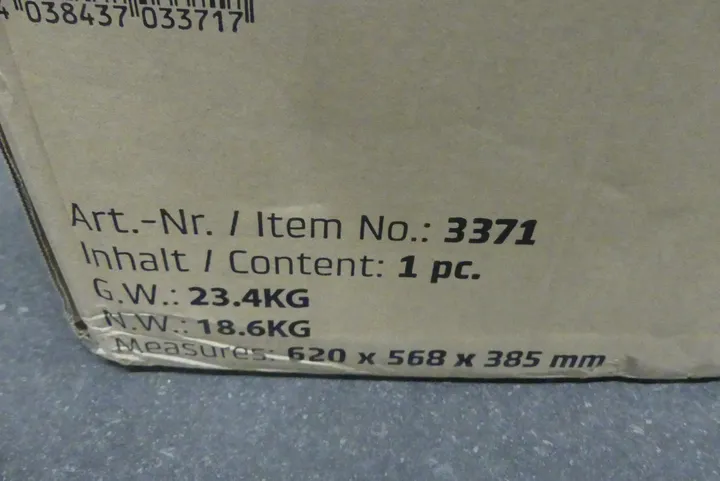 4 038437 033717
Art.-Nr. / Item No.: 3371
Inhalt / Content: 1 pc.
G.W.: 23.4KG
N.W.: 18.6KG
Measures: 620 x 568 x 385 mm